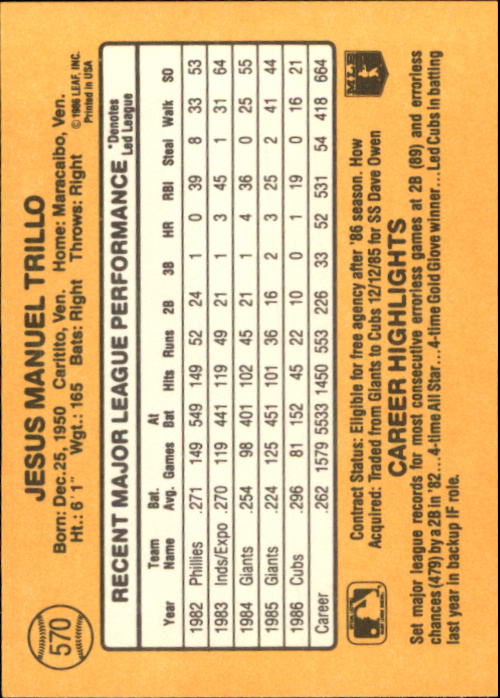 570
JESUS MANUEL TRILLO
Born: Dec. 25, 1950 Caritito, Ven. Home: Maracaibo, Ven.
Ht.: 6'1" Wgt.: 165 Bats: Right Throws: Right
© 1986 LEAF, INC.
Printed in USA
RECENT MAJOR LEAGUE PERFORMANCE *Denotes
Led League
Year Team Name Bat. Avg. Games At Bat Hits Runs 2B 3B HR RBI Steal Walk SO
1982 Phillies .271 149 549 149 52 24 1 0 39 8 33 53
1983 Inds/Expo .270 119 441 119 49 21 1 3 45 1 31 64
1984 Giants .254 98 401 102 45 21 1 4 36 0 25 55
1985 Giants .224 125 451 101 36 16 2 3 25 2 41 44
1986 Cubs .296 81 152 45 22 10 0 1 19 0 16 21
Career .262 1579 5533 1450 553 226 33 52 531 54 418 664
Contract Status: Eligible for free agency after '86 season. How
Acquired: Traded from Giants to Cubs 12/12/85 for SS Dave Owen
CAREER HIGHLIGHTS
MLB
Set major league records for most consecutive errorless games at 2B (89) and errorless
chances (479) by a 2B in '82...4-time All Star...4-time Gold Glove winner...Led Cubs in batting
last year in backup IF role.